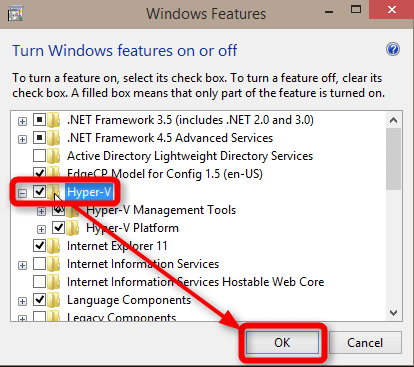 Windows Features
Turn Windows features on or off
To turn a feature on, select its check box. To turn a feature off, clear its
check box. A filled box means that only part of the feature is turned on.
.NET Framework 3.5 (includes .NET 2.0 and 3.0)
.NET Framework 4.5 Advanced Services
Active Directory Lightweight Directory Services
EdgeCP Model for Config 1.5 (en-US)
Hyper-V
Hyper-V Management Tools
Hyper-V Platform
Internet Explorer 11
Internet Information Services
Internet Information Services Hostable Web Core
Language Components
Legacy Components
OK
Cancel